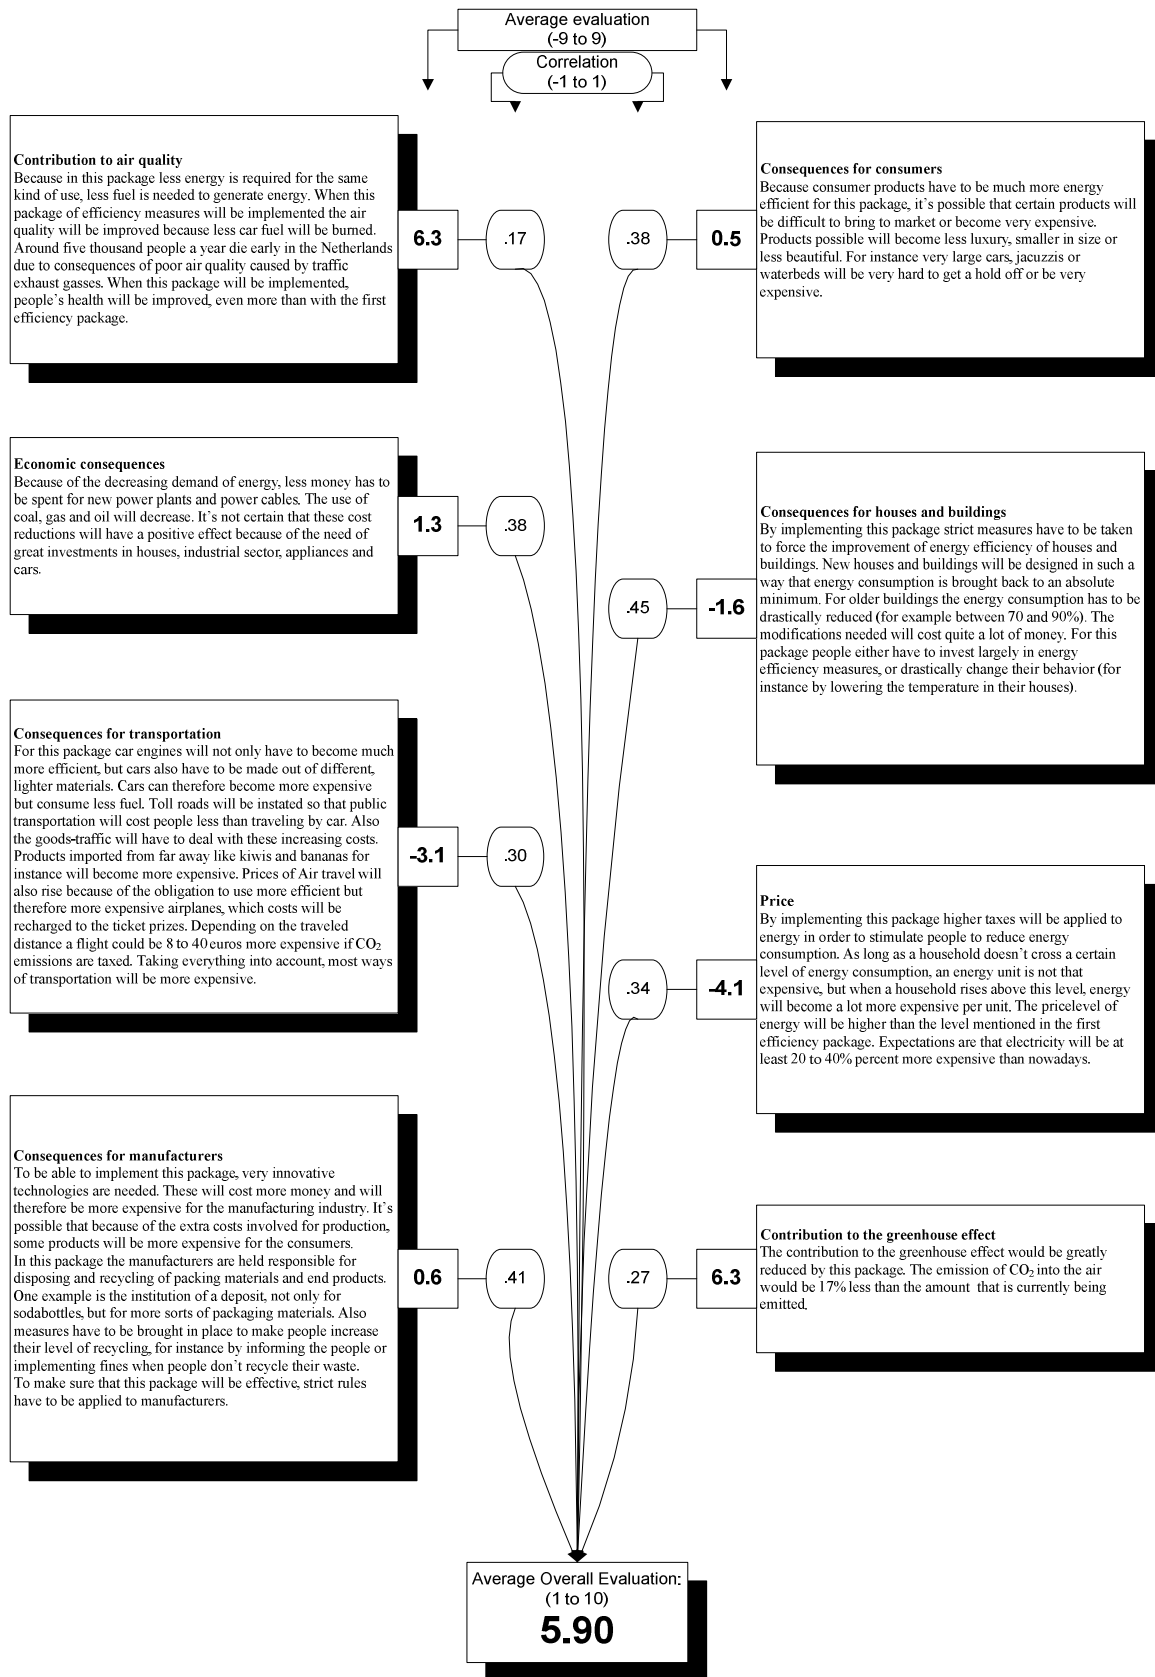 Average evaluation
(-9 to 9)
Correlation
(-1 to 1)
Contribution to air quality
Because in this package less energy is required for the same
kind of use, less fuel is needed to generate energy. When this
package of efficiency measures will be implemented the air
quality will be improved because less car fuel will be burned.
Around five thousand people a year die early in the Netherlands
due to consequences of poor air quality caused by traffic
exhaust gasses. When this package will be implemented,
people's health will be improved, even more than with the first
efficiency package.
6.3
.17
.38
0.5
Consequences for consumers
Because consumer products have to be much more energy
efficient for this package, it's possible that certain products will
be difficult to bring to market or become very expensive.
Products possible will become less luxury, smaller in size or
less beautiful. For instance very large cars, jacuzzis or
waterbeds will be very hard to get a hold off or be very
expensive.
Economic consequences
Because of the decreasing demand of energy, less money has to
be spent for new power plants and power cables. The use of
coal, gas and oil will decrease. It's not certain that these cost
reductions will have a positive effect because of the need of
great investments in houses, industrial sector, appliances and
cars.
1.3
.38
.45
-1.6
Consequences for houses and buildings
By implementing this package strict measures have to be taken
to force the improvement of energy efficiency of houses and
buildings. New houses and buildings will be designed in such a
way that energy consumption is brought back to an absolute
minimum. For older buildings the energy consumption has to be
drastically reduced (for example between 70 and 90%). The
modifications needed will cost quite a lot of money. For this
package people either have to invest largely in energy
efficiency measures, or drastically change their behavior (for
instance by lowering the temperature in their houses).
Consequences for transportation
For this package car engines will not only have to become much
more efficient, but cars also have to be made out of different,
lighter materials. Cars can therefore become more expensive
but consume less fuel. Toll roads will be instated so that public
transportation will cost people less than traveling by car. Also
the goods-traffic will have to deal with these increasing costs.
Products imported from far away like kiwis and bananas for
instance will become more expensive. Prices of Air travel will
also rise because of the obligation to use more efficient but
therefore more expensive airplanes, which costs will be
recharged to the ticket prizes. Depending on the traveled
distance a flight could be 8 to 40 euros more expensive if CO₂
emissions are taxed. Taking everything into account, most ways
of transportation will be more expensive.
-3.1
.30
.34
-4.1
Price
By implementing this package higher taxes will be applied to
energy in order to stimulate people to reduce energy
consumption. As long as a household doesn't cross a certain
level of energy consumption, an energy unit is not that
expensive, but when a household rises above this level, energy
will become a lot more expensive per unit. The pricelevel of
energy will be higher than the level mentioned in the first
efficiency package. Expectations are that electricity will be at
least 20 to 40% percent more expensive than nowadays.
Consequences for manufacturers
To be able to implement this package, very innovative
technologies are needed. These will cost more money and will
therefore be more expensive for the manufacturing industry. It's
possible that because of the extra costs involved for production,
some products will be more expensive for the consumers.
In this package the manufacturers are held responsible for
disposing and recycling of packing materials and end products.
One example is the institution of a deposit, not only for
sodabottles, but for more sorts of packaging materials. Also
measures have to be brought in place to make people increase
their level of recycling, for instance by informing the people or
implementing fines when people don't recycle their waste.
To make sure that this package will be effective, strict rules
have to be applied to manufacturers.
0.6
.41
.27
6.3
Contribution to the greenhouse effect
The contribution to the greenhouse effect would be greatly
reduced by this package. The emission of CO₂ into the air
would be 17% less than the amount that is currently being
emitted.
Average Overall Evaluation:
(1 to 10)
5.90